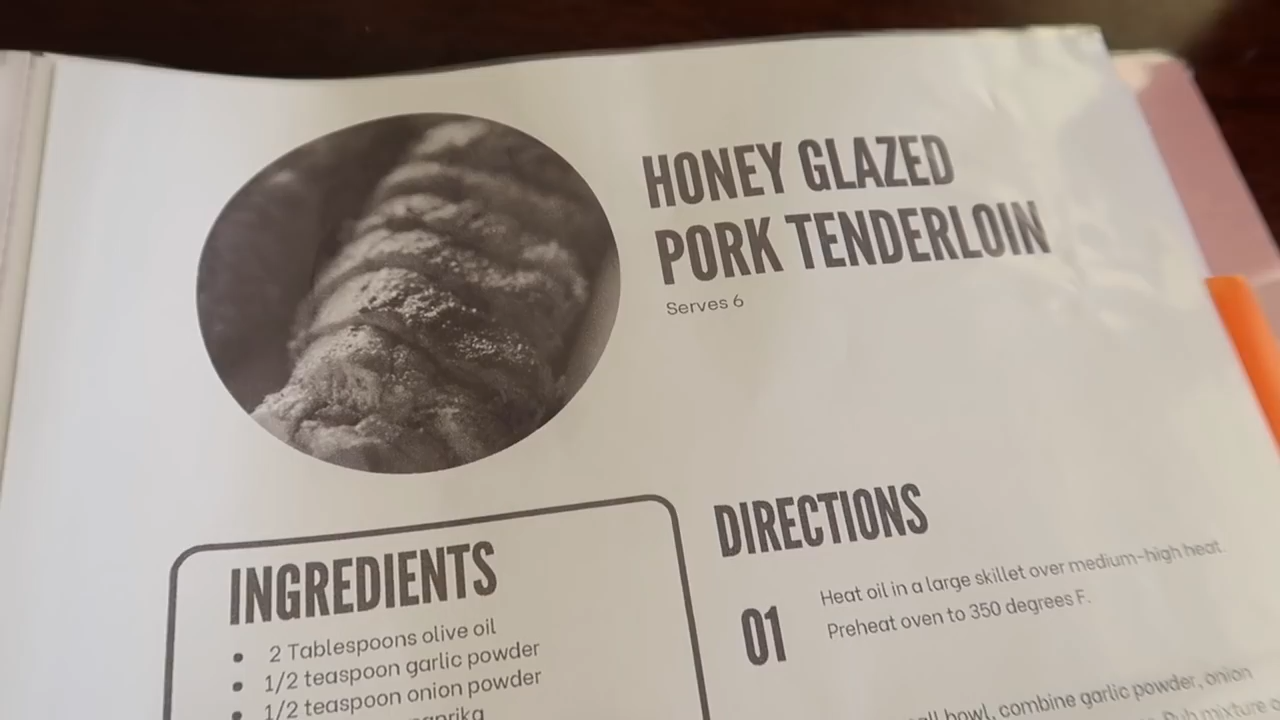 HONEY GLAZED
PORK TENDERLOIN
Serves 6
INGREDIENTS
2 Tablespoons olive oil
1/2 teaspoon garlic powder
1/2 teaspoon onion powder
DIRECTIONS
01
Heat oil in a large skillet over medium-high heat.
Preheat oven to 350 degrees F.
bowl, combine garlic powder, onion
mixture